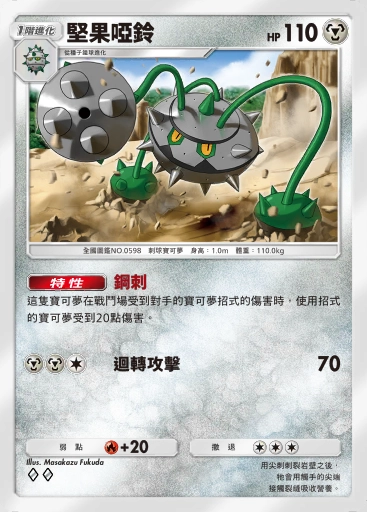 1階進化
堅果啞鈴
HP 110
從種子鐵球進化
全國圖鑑NO.0598 刺球寶可夢 身高：1.0m 體重：110.0kg
特性 鋼刺
這隻寶可夢在戰鬥場受到對手的寶可夢招式的傷害時，使用招式
的寶可夢受到20點傷害。
迴轉攻擊 70
弱點 +20
撤退
Illus. Masakazu Fukuda
用尖刺刺裂岩壁之後，
牠會用觸手的尖端
接觸裂縫吸收營養。